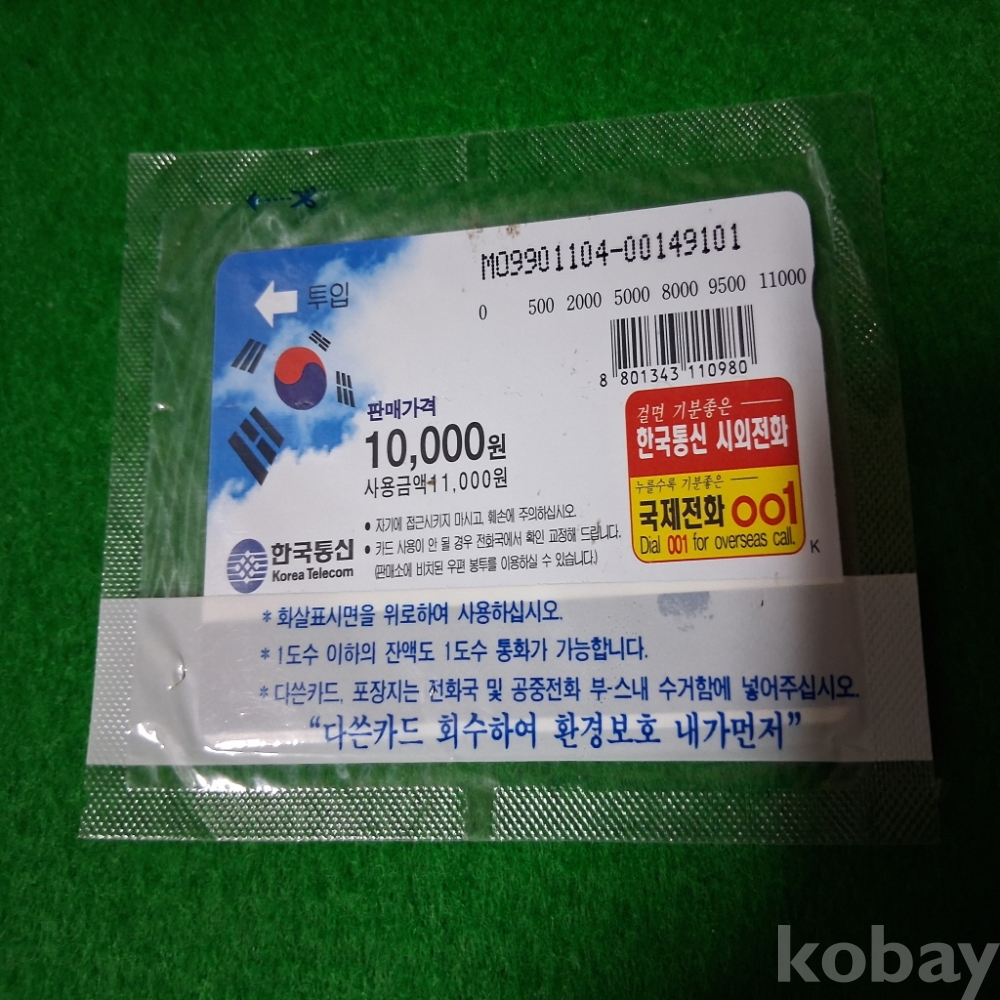 MO9901104-00149101
투입
0 500 2000 5000 8000 9500 11000
8 801343 110980
판매가격
10,000원
사용금액11,000원
걸면 기분좋은
한국통신 시외전화
누를수록 기분좋은
국제전화 001
Dial 001 for overseas call.
K
● 자기에 접근시키지 마시고, 훼손에 주의하십시오.
● 카드 사용이 안 될 경우 전화국에서 확인 교정해 드립니다.
(판매소에 비치된 우편 봉투를 이용하실 수 있습니다.)
한국통신
Korea Telecom
* 화살표시면을 위로하여 사용하십시오.
* 1도수 이하의 잔액도 1도수 통화가 가능합니다.
* 다쓴카드, 포장지는 전화국 및 공중전화 부-스내 수거함에 넣어주십시오.
“다쓴카드 회수하여 환경보호 내가먼저”
kobay